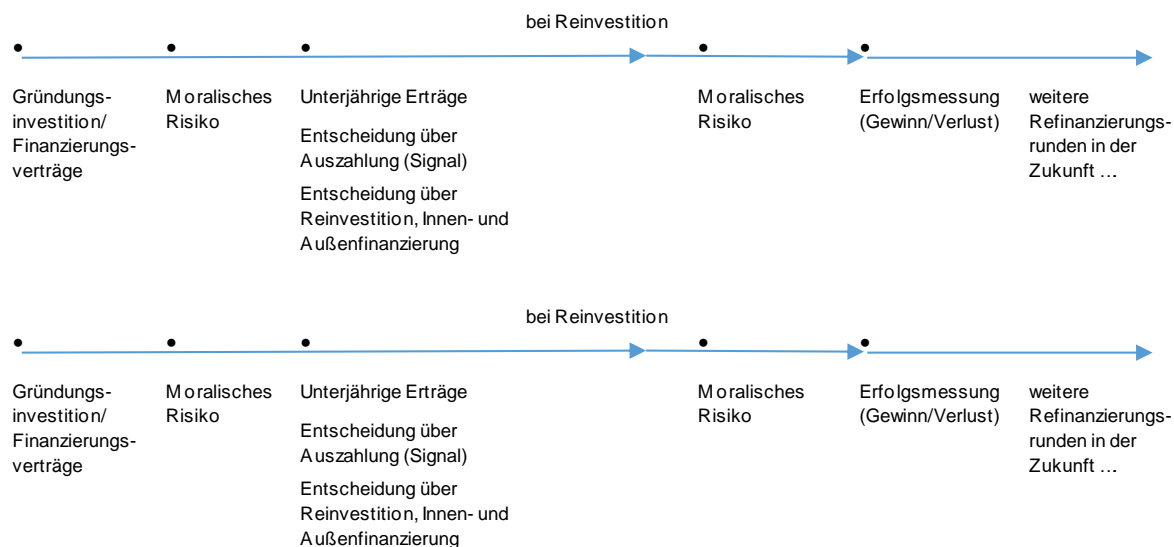 bei Reinvestition
Gründungs-
investition/
Finanzierungs-
verträge
Moralisches
Risiko
Unterjährige Erträge
Entscheidung über
Auszahlung (Signal)
Entscheidung über
Reinvestition, Innen- und
Außenfinanzierung
Moralisches
Risiko
Erfolgsmessung
(Gewinn/Verlust)
weitere
Refinanzierungs-
runden in der
Zukunft …
bei Reinvestition
Gründungs-
investition/
Finanzierungs-
verträge
Moralisches
Risiko
Unterjährige Erträge
Entscheidung über
Auszahlung (Signal)
Entscheidung über
Reinvestition, Innen- und
Außenfinanzierung
Moralisches
Risiko
Erfolgsmessung
(Gewinn/Verlust)
weitere
Refinanzierungs-
runden in der
Zukunft …